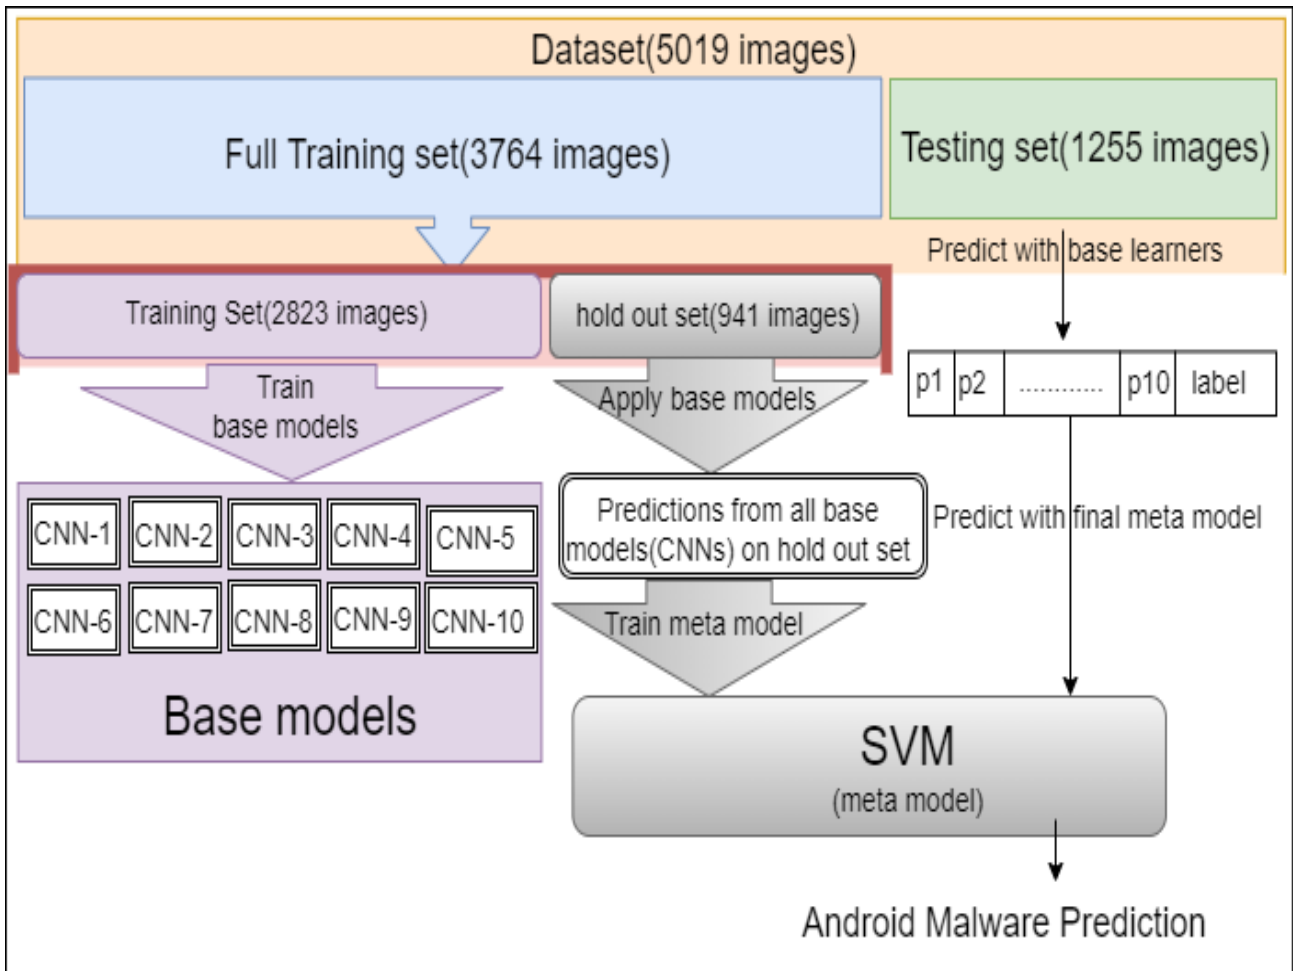 Dataset(5019 images)
Full Training set(3764 images)
Testing set(1255 images)
Predict with base learners
Training Set(2823 images)
hold out set(941 images)
Train
base models
Apply base models
p1 p2 ............ p10 label
CNN-1 CNN-2 CNN-3 CNN-4 CNN-5
CNN-6 CNN-7 CNN-8 CNN-9 CNN-10
Base models
Predictions from all base
models(CNNs) on hold out set
Predict with final meta model
Train meta model
SVM
(meta model)
Android Malware Prediction